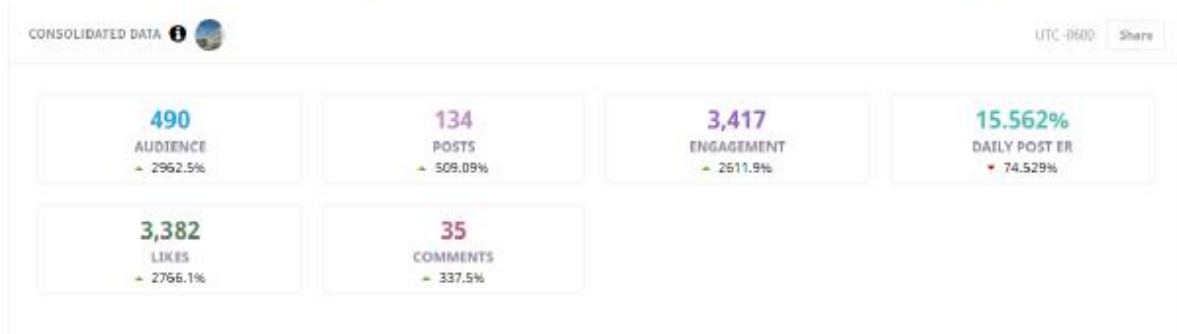 CONSOLIDATED DATA
UTC -0600 Share
490
AUDIENCE
2962.5%
134
POSTS
509.09%
3,417
ENGAGEMENT
2611.9%
15.562%
DAILY POST ER
74.529%
3,382
LIKES
2766.1%
35
COMMENTS
337.5%